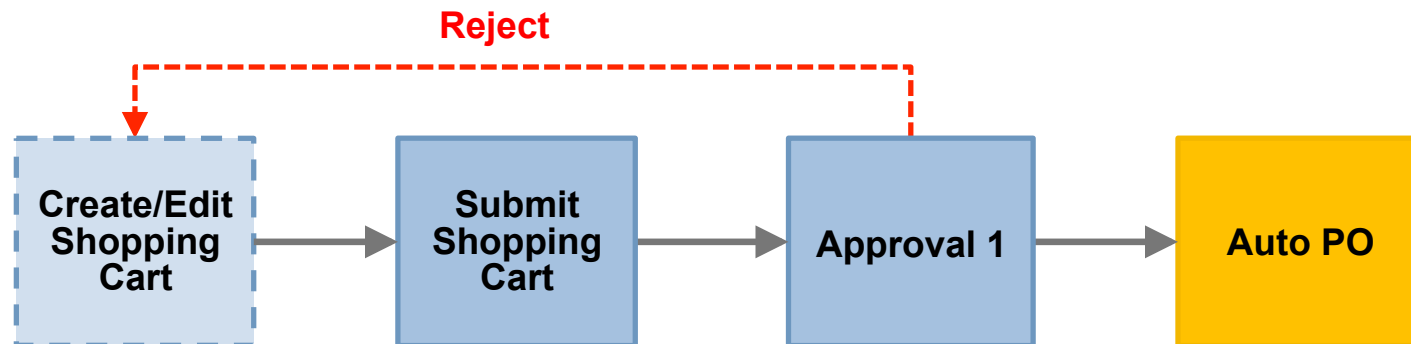 Reject
Create/Edit
Shopping
Cart
Submit
Shopping
Cart
Approval 1
Auto PO